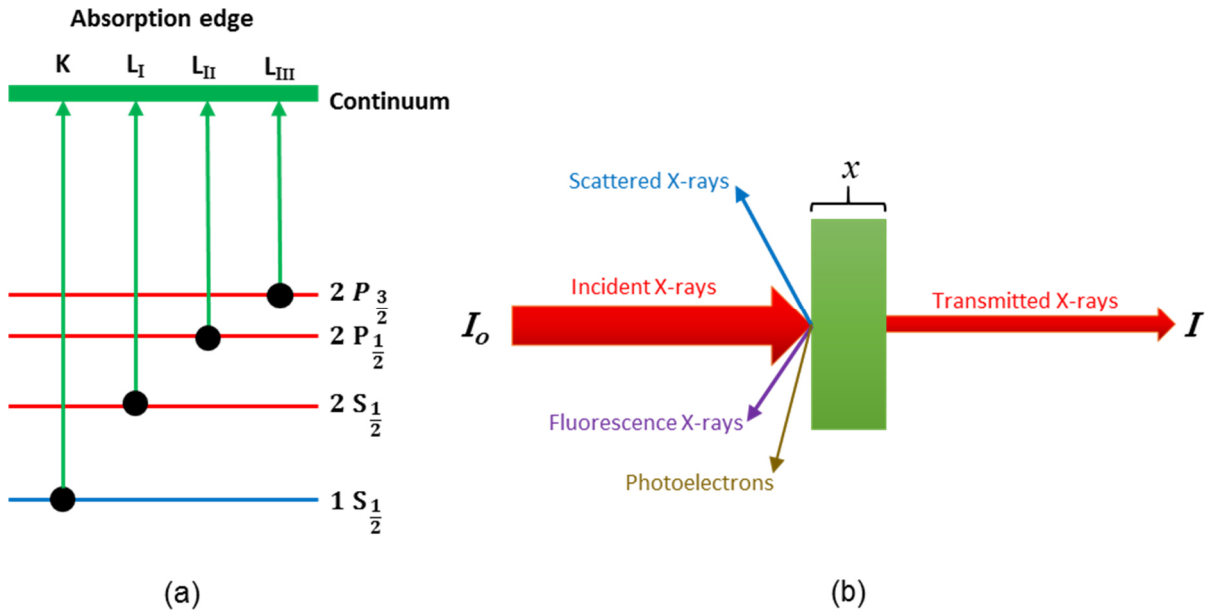 Absorption edge
K L_I L_II L_III
Continuum
2 P 3/2
2 P 1/2
2 S 1/2
1 S 1/2
(a)
x
Scattered X-rays
Incident X-rays
Transmitted X-rays
I_o
I
Fluorescence X-rays
Photoelectrons
(b)